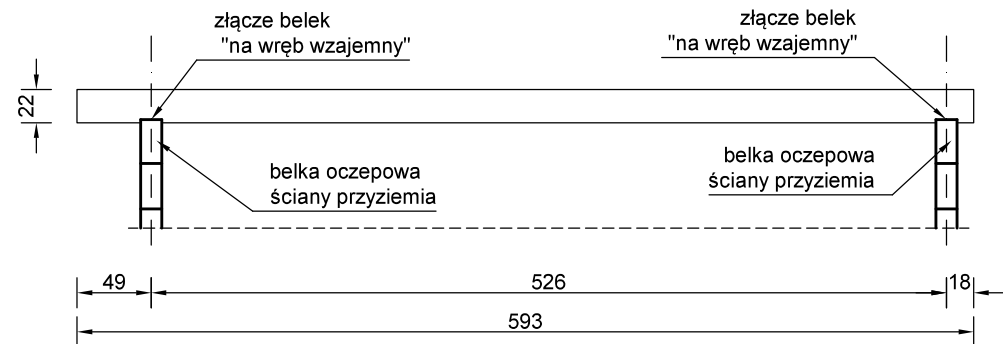 złącze belek
"na wręb wzajemny"
złącze belek
"na wręb wzajemny"
22
belka oczepowa
ściany przyziemia
belka oczepowa
ściany przyziemia
49
526
18
593